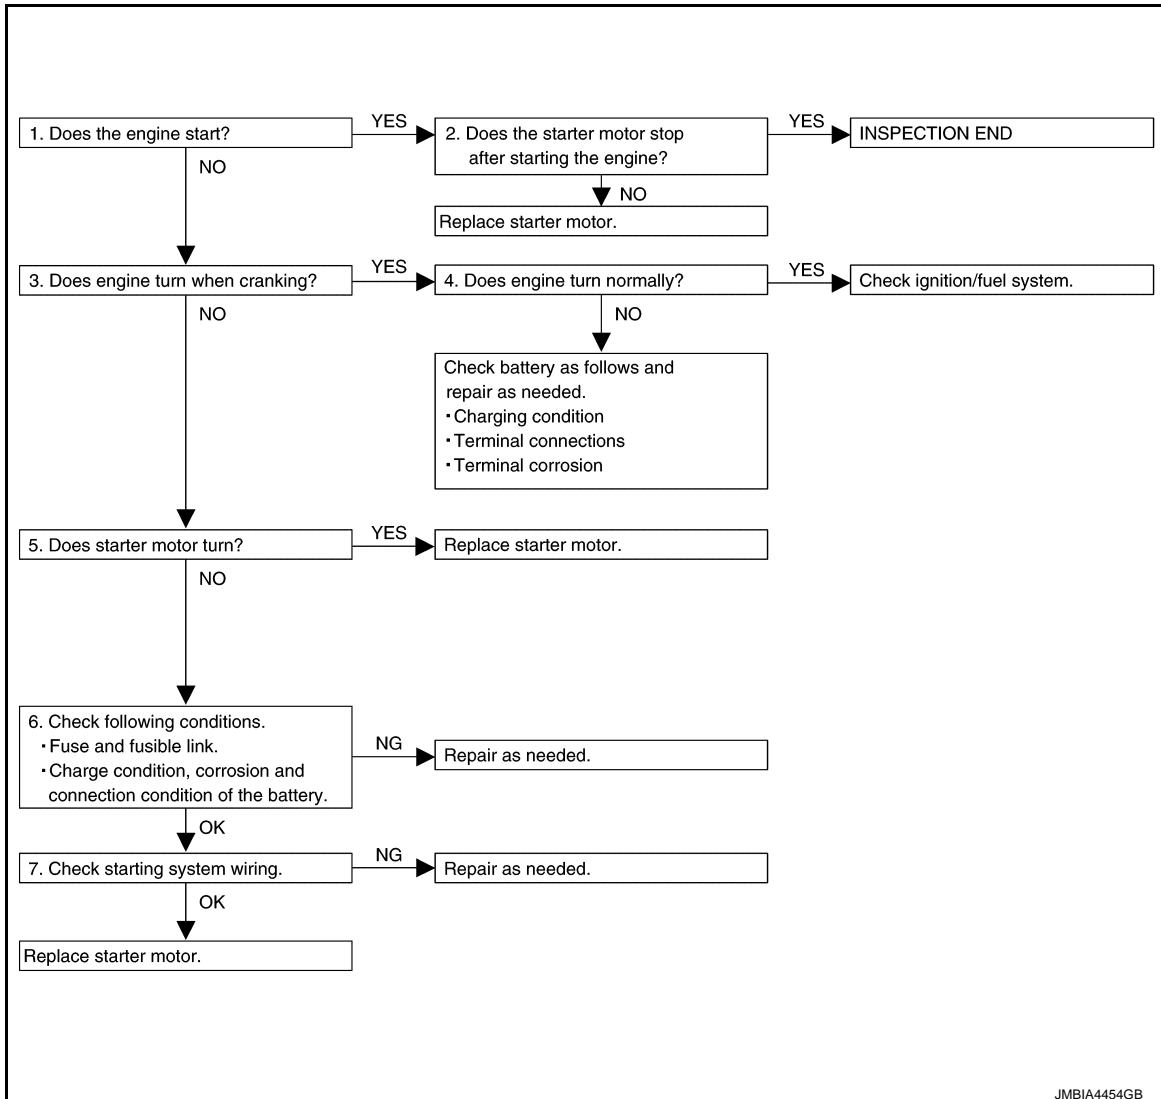 1. Does the engine start?
YES
2. Does the starter motor stop
after starting the engine?
YES
INSPECTION END
NO
NO
Replace starter motor.
3. Does engine turn when cranking?
YES
4. Does engine turn normally?
YES
Check ignition/fuel system.
NO
NO
Check battery as follows and
repair as needed.
・Charging condition
・Terminal connections
・Terminal corrosion
5. Does starter motor turn?
YES
Replace starter motor.
NO
6. Check following conditions.
・Fuse and fusible link.
・Charge condition, corrosion and
connection condition of the battery.
NG
Repair as needed.
OK
7. Check starting system wiring.
NG
Repair as needed.
OK
Replace starter motor.
JMBIA4454GB